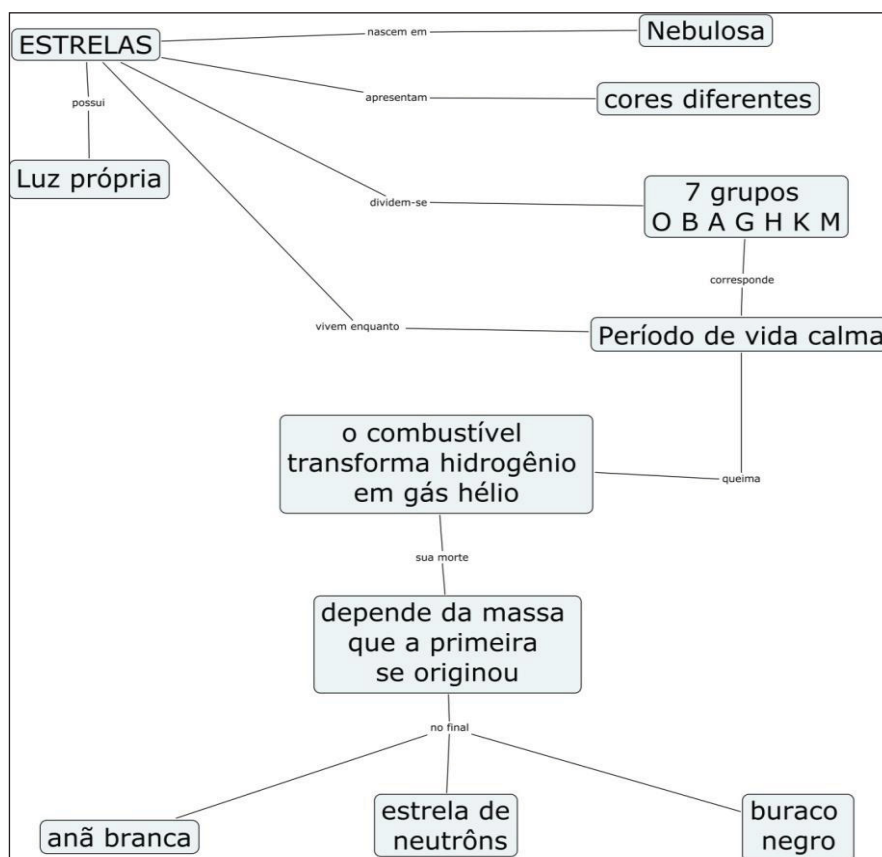 ESTRELAS
nascem em
Nebulosa
possui
apresentam
cores diferentes
Luz própria
dividem-se
7 grupos
O B A G H K M
corresponde
vivem enquanto
Período de vida calma
o combustível
transforma hidrogênio
em gás hélio
queima
sua morte
depende da massa
que a primeira
se originou
no final
anã branca
estrela de
neutrôns
buraco
negro